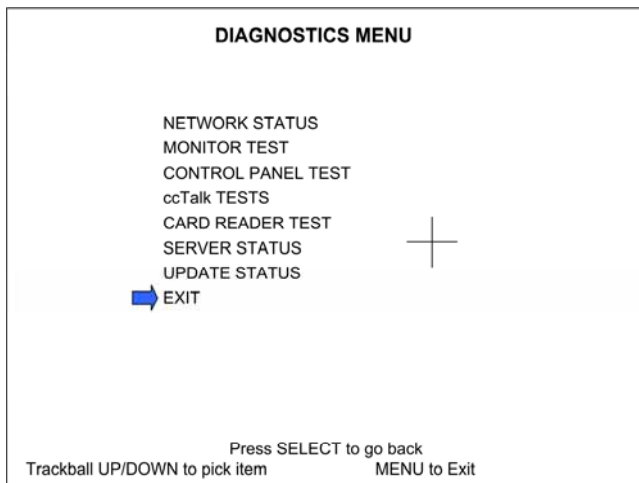 DIAGNOSTICS MENU
NETWORK STATUS
MONITOR TEST
CONTROL PANEL TEST
ccTalk TESTS
CARD READER TEST
SERVER STATUS
UPDATE STATUS
EXIT
Press SELECT to go back
Trackball UP/DOWN to pick item MENU to Exit